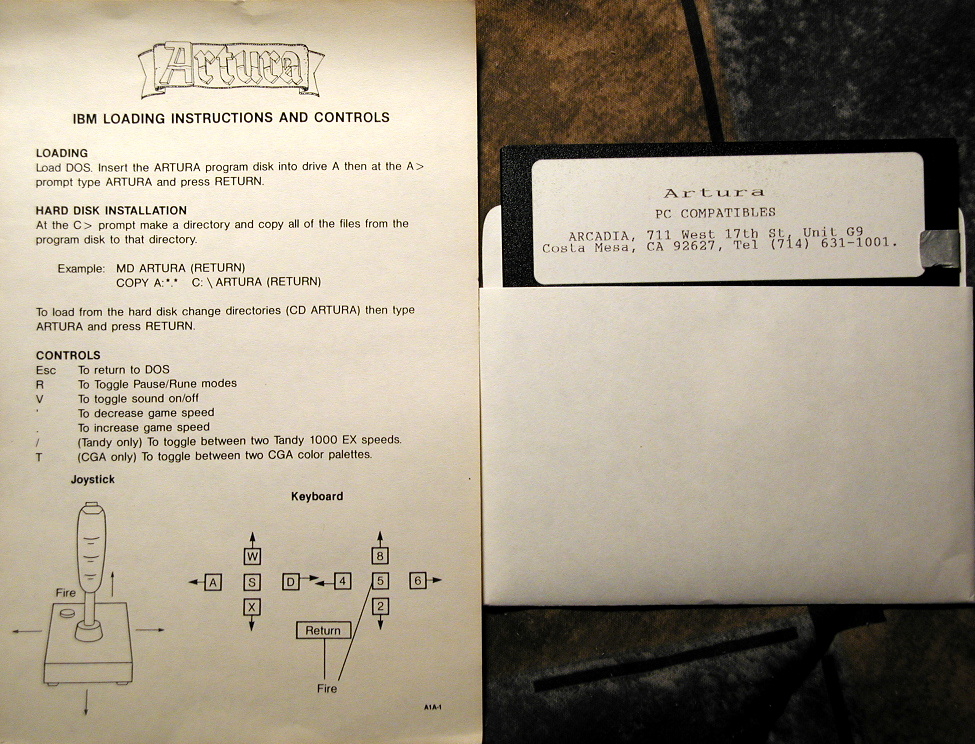 Artura
IBM LOADING INSTRUCTIONS AND CONTROLS
LOADING
Load DOS. Insert the ARTURA program disk into drive A then at the A>
prompt type ARTURA and press RETURN.
HARD DISK INSTALLATION
At the C> prompt make a directory and copy all of the files from the
program disk to that directory.
Example: MD ARTURA (RETURN)
COPY A:*.* C: \ ARTURA (RETURN)
To load from the hard disk change directories (CD ARTURA) then type
ARTURA and press RETURN.
CONTROLS
Esc To return to DOS
R To Toggle Pause/Rune modes
V To toggle sound on/off
' To decrease game speed
. To increase game speed
/ (Tandy only) To toggle between two Tandy 1000 EX speeds.
T (CGA only) To toggle between two CGA color palettes.
Joystick
Fire
Keyboard
W 8
A S D 4 5 6
X 2
Return
Fire
A1A-1
Artura
PC COMPATIBLES
ARCADIA, 711 West 17th St, Unit G9
Costa Mesa, CA 92627, Tel (714) 631-1001.